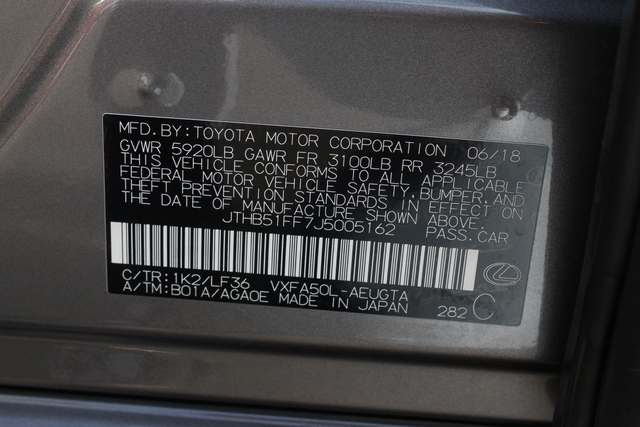 MFD. BY: TOYOTA MOTOR CORPORATION 06/18
GVWR 5920LB GAWR FR 3100LB RR 3245LB
THIS VEHICLE CONFORMS TO ALL APPLICABLE
FEDERAL MOTOR VEHICLE SAFETY, BUMPER, AND
THEFT PREVENTION STANDARDS IN EFFECT ON
THE DATE OF MANUFACTURE SHOWN ABOVE.
JTHB51FF7J5005162 PASS. CAR
C/TR: 1K2/LF36 VXFA50L-AEUGTA
A/TM: B01A/AGA0E MADE IN JAPAN 282 C